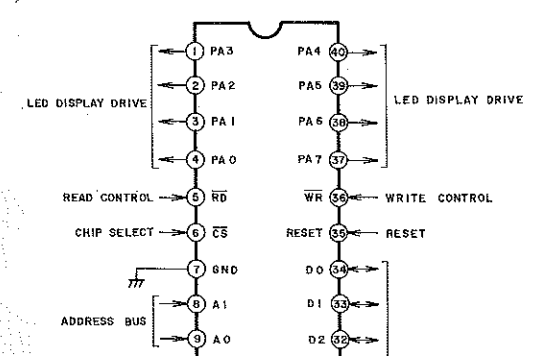 1 PA3 PA4 40
2 PA2 PA5 39
LED DISPLAY DRIVE LED DISPLAY DRIVE
3 PA1 PA6 38
4 PA0 PA7 37
READ CONTROL 5 RD WR 36 WRITE CONTROL
CHIP SELECT 6 CS RESET 35 RESET
7 GND D0 34
8 A1 D1 33
ADDRESS BUS
9 A0 D2 32